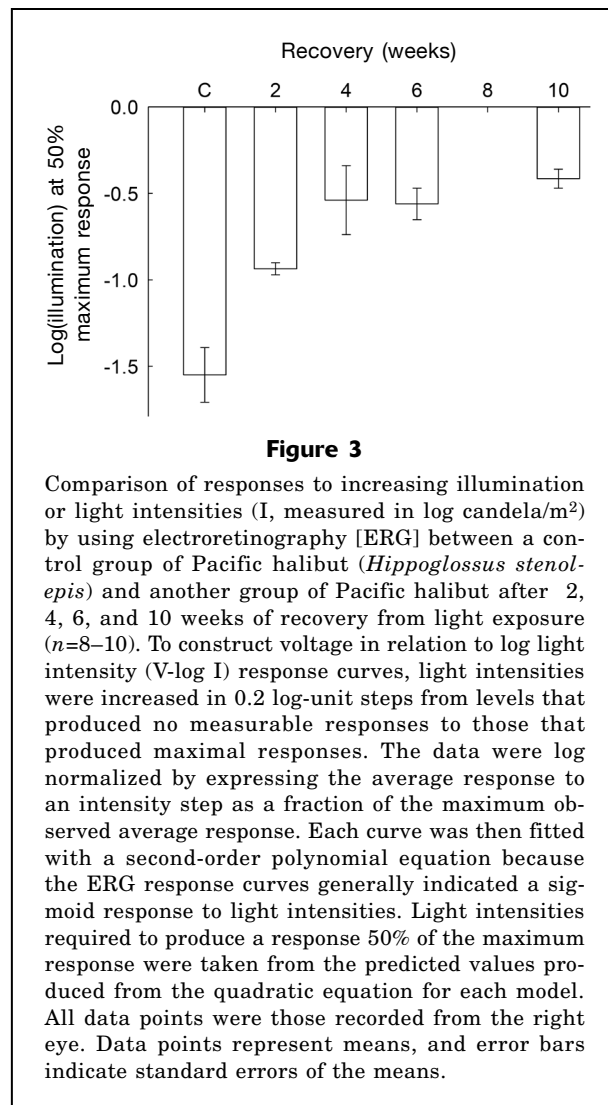 Recovery (weeks)
C 2 4 6 8 10
0.0
-0.5
-1.0
-1.5
Log(illumination) at 50%
maximum response
Figure 3
Comparison of responses to increasing illumination
or light intensities (I, measured in log candela/m²)
by using electroretinography [ERG] between a con-
trol group of Pacific halibut (Hippoglossus stenol-
epis) and another group of Pacific halibut after 2,
4, 6, and 10 weeks of recovery from light exposure
(n=8–10). To construct voltage in relation to log light
intensity (V-log I) response curves, light intensities
were increased in 0.2 log-unit steps from levels that
produced no measurable responses to those that
produced maximal responses. The data were log
normalized by expressing the average response to
an intensity step as a fraction of the maximum ob-
served average response. Each curve was then fitted
with a second-order polynomial equation because
the ERG response curves generally indicated a sig-
moid response to light intensities. Light intensities
required to produce a response 50% of the maximum
response were taken from the predicted values pro-
duced from the quadratic equation for each model.
All data points were those recorded from the right
eye. Data points represent means, and error bars
indicate standard errors of the means.